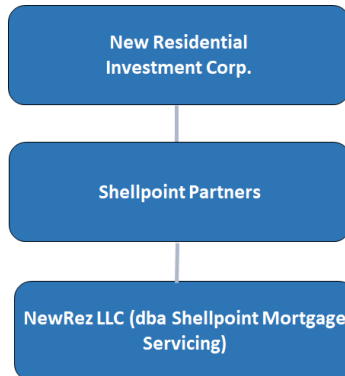 New Residential
Investment Corp.
Shellpoint Partners
NewRez LLC (dba Shellpoint Mortgage
Servicing)